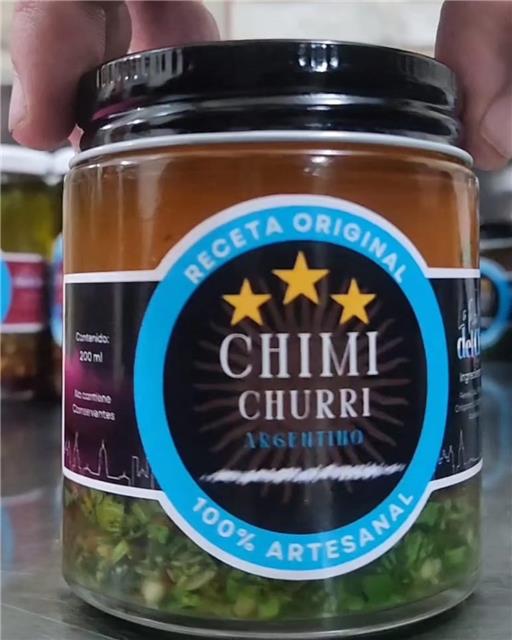 RECETA ORIGINAL
CHIMI
CHURRI
ARGENTINO
100% ARTESANAL
Contenido:
200 ml
No contiene
Conservantes